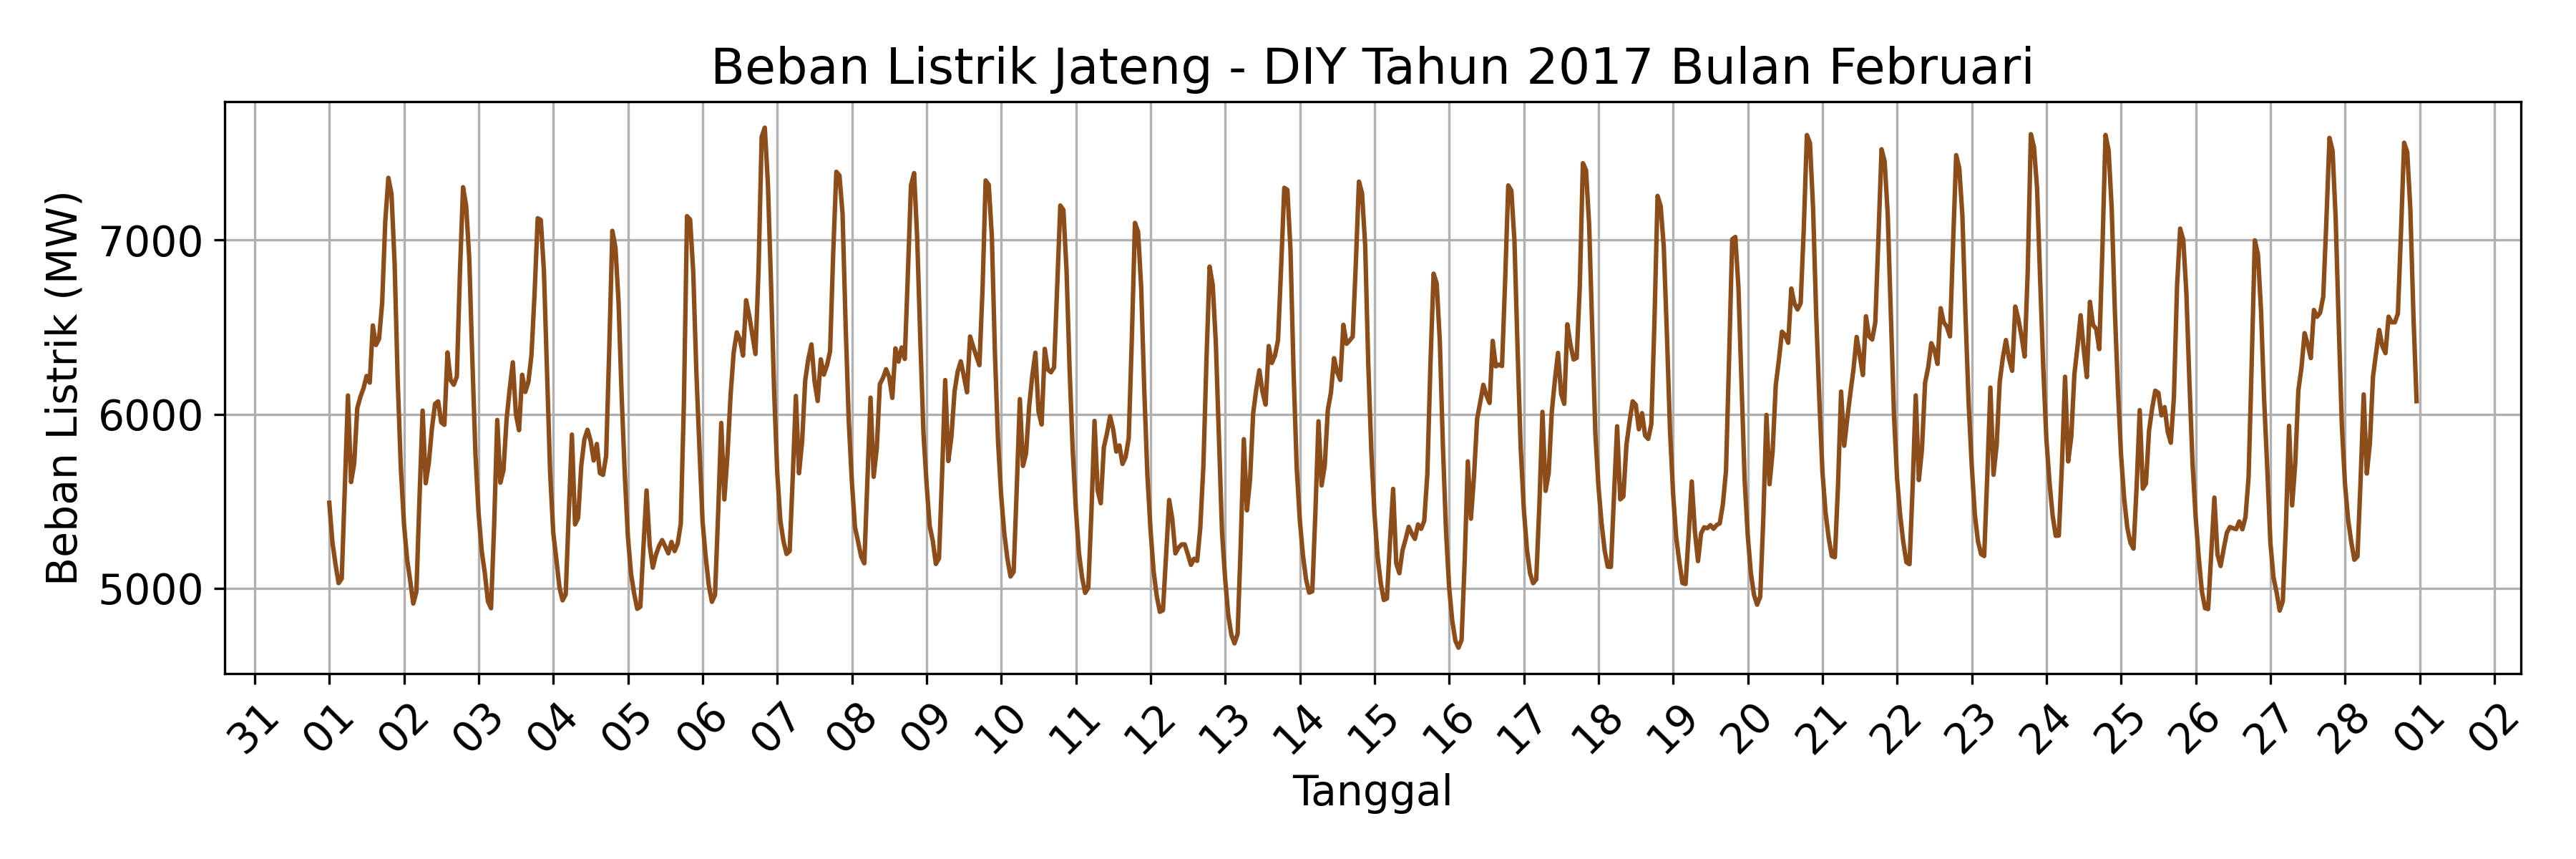 Beban Listrik Jateng - DIY Tahun 2017 Bulan Februari
Beban Listrik (MW)
7000
6000
5000
31 01 02 03 04 05 06 07 08 09 10 11 12 13 14 15 16 17 18 19 20 21 22 23 24 25 26 27 28 01 02
Tanggal